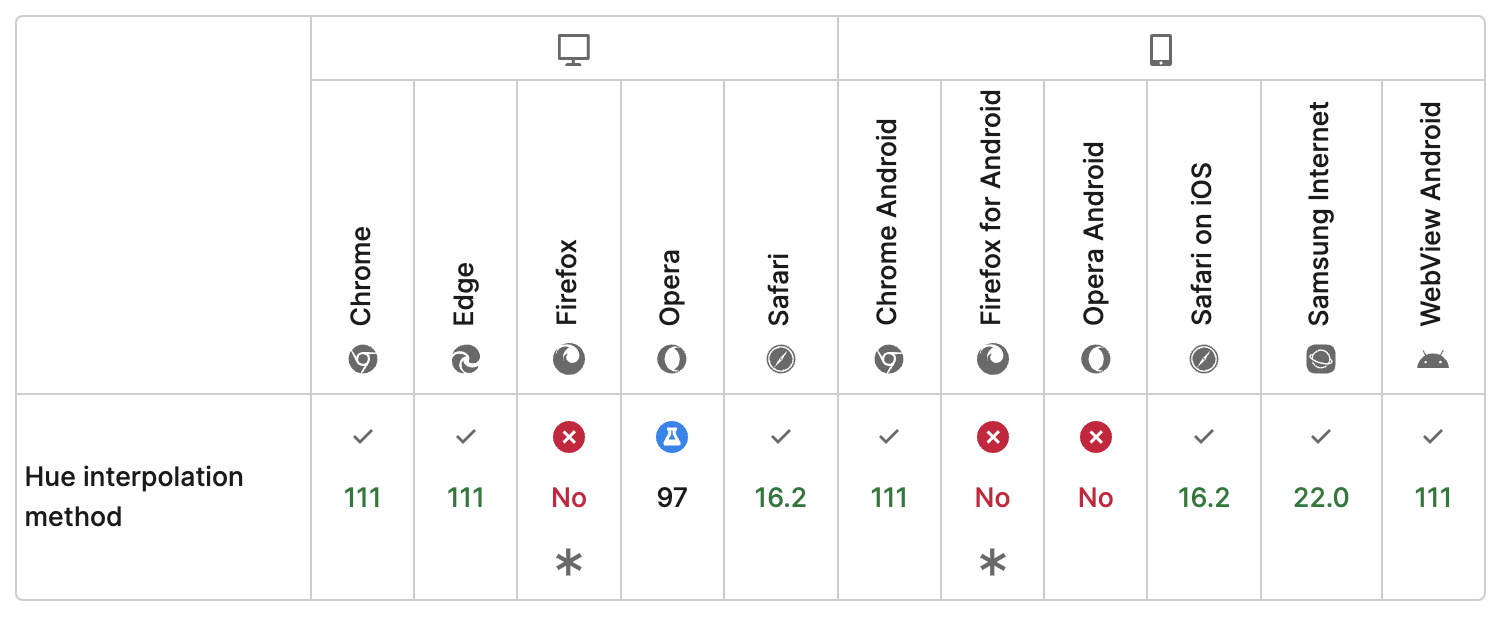 Chrome
Edge
Firefox
Opera
Safari
Chrome Android
Firefox for Android
Opera Android
Safari on iOS
Samsung Internet
WebView Android
Hue interpolation
method
111
111
No
97
16.2
111
No
No
16.2
22.0
111
*
*